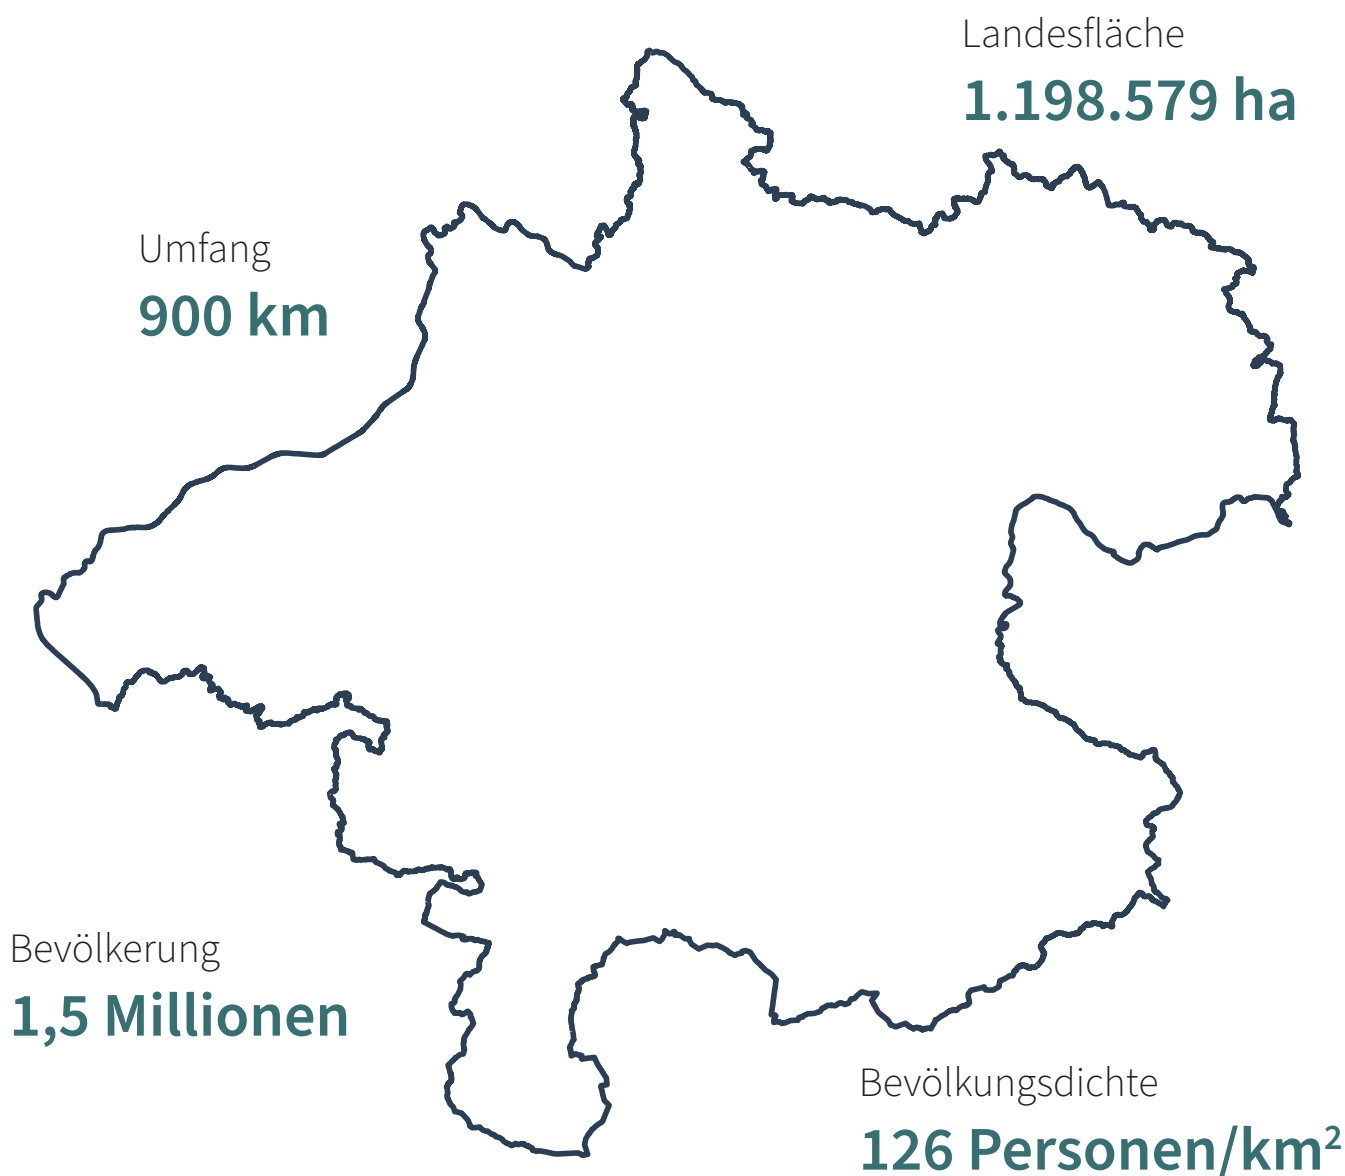 Landesfläche
1.198.579 ha
Umfang
900 km
Bevölkerung
1,5 Millionen
Bevölkungsdichte
126 Personen/km²